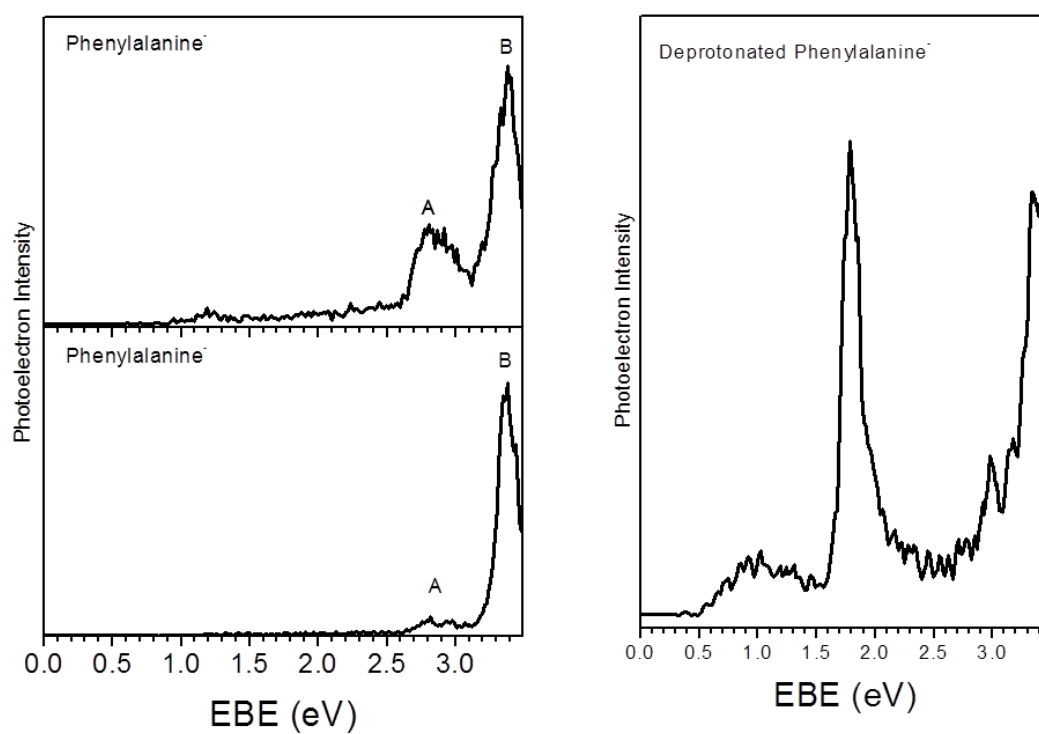 Phenylalanine-
A
B
Photoelectron Intensity
Phenylalanine-
A
B
0.0 0.5 1.0 1.5 2.0 2.5 3.0
EBE (eV)
Deprotonated Phenylalanine-
Photoelectron Intensity
0.0 0.5 1.0 1.5 2.0 2.5 3.0
EBE (eV)